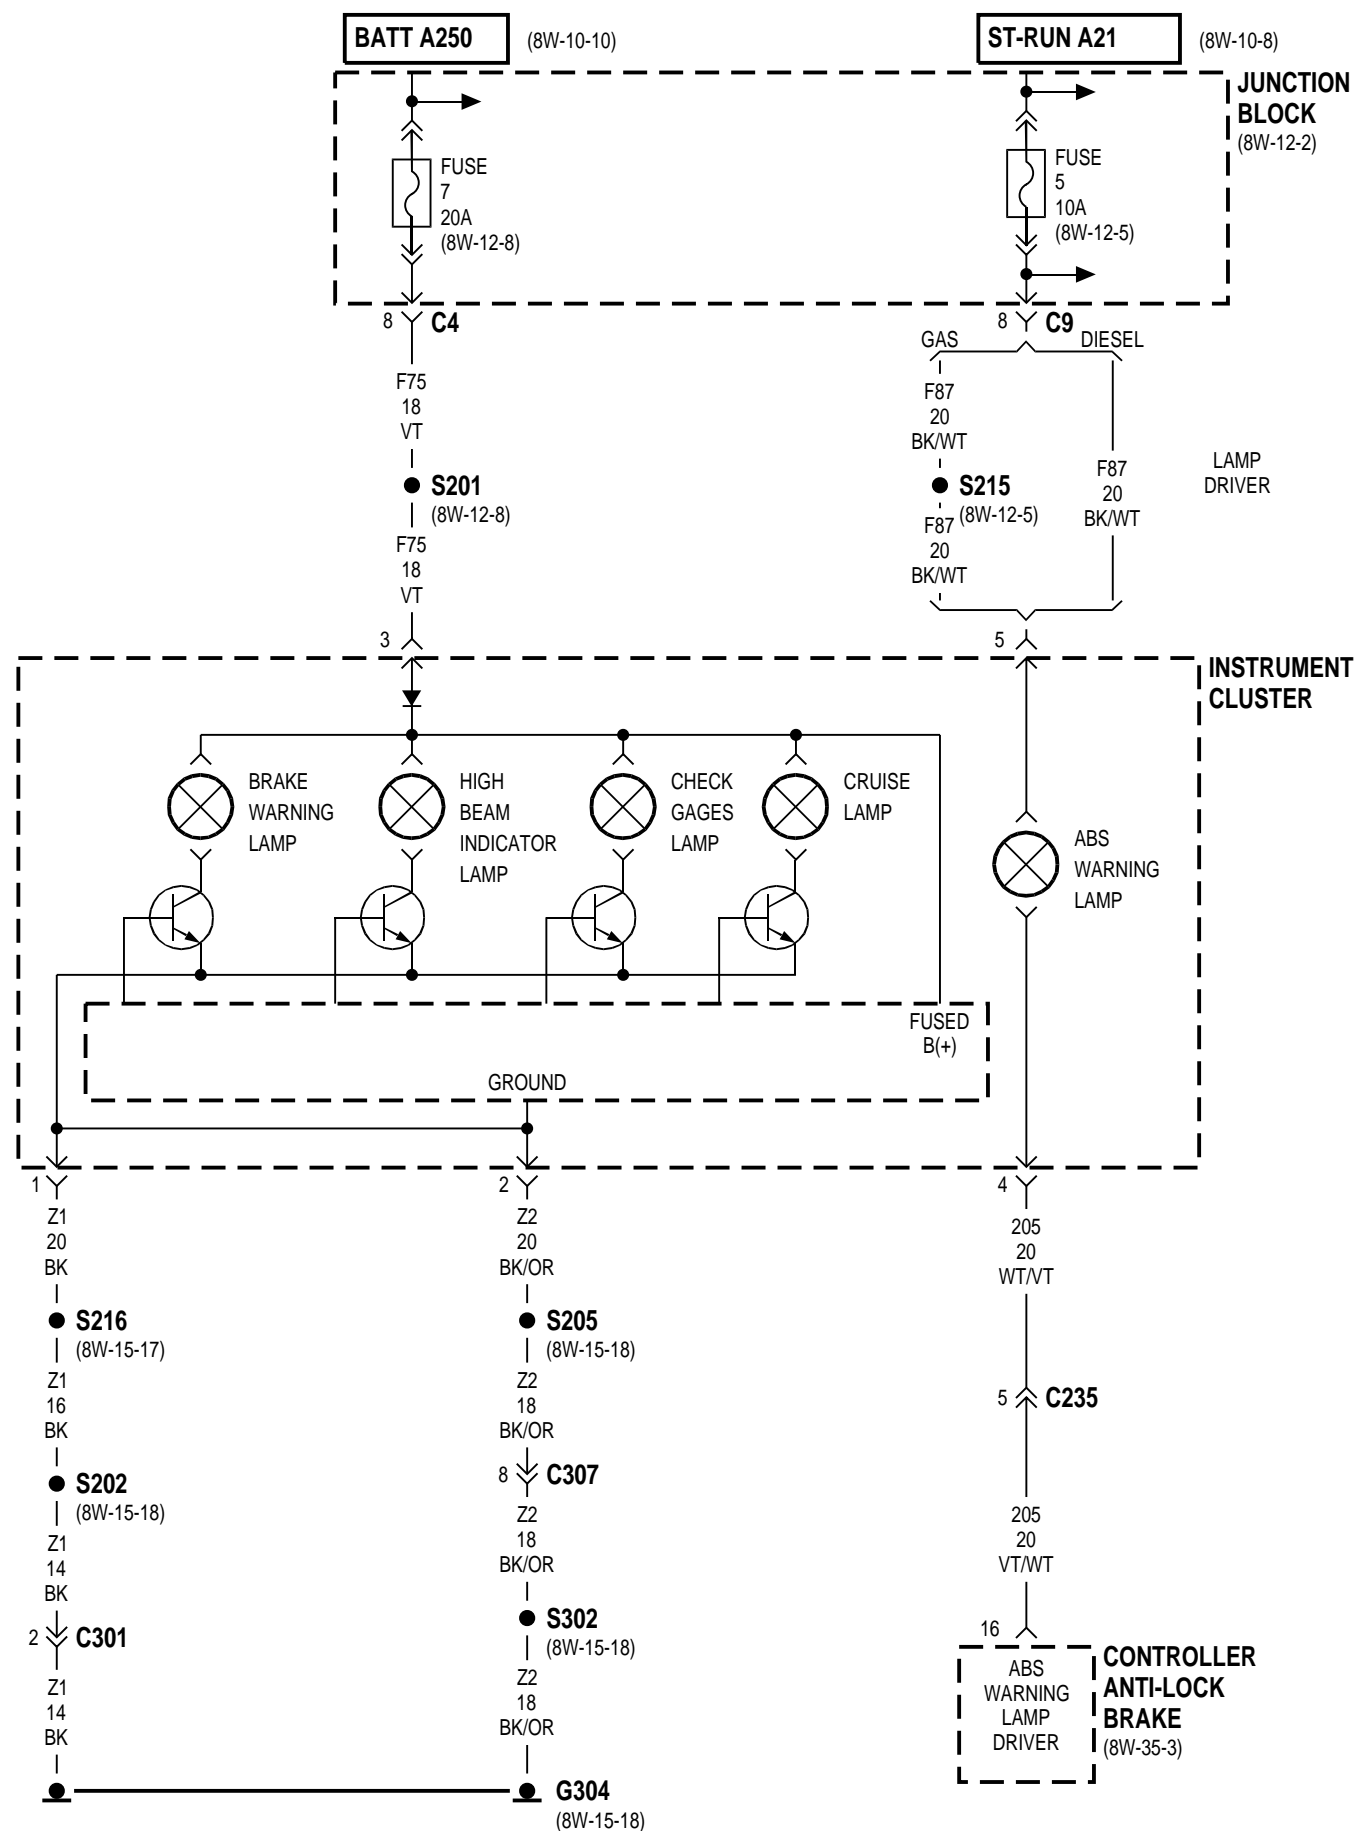 BATT A250 (8W-10-10)
ST-RUN A21 (8W-10-8)
JUNCTION
BLOCK
(8W-12-2)
FUSE
7
20A
(8W-12-8)
FUSE
5
10A
(8W-12-5)
8 C4
8 C9
GAS DIESEL
F75
18
VT
F87
20
BK/WT
S201
(8W-12-8)
S215
(8W-12-5)
F87
20
BK/WT
LAMP
DRIVER
F75
18
VT
F87
20
BK/WT
3
5
INSTRUMENT
CLUSTER
BRAKE
WARNING
LAMP
HIGH
BEAM
INDICATOR
LAMP
CHECK
GAGES
LAMP
CRUISE
LAMP
ABS
WARNING
LAMP
FUSED
B(+)
GROUND
1
2
4
Z1
20
BK
Z2
20
BK/OR
205
20
WT/VT
S216
(8W-15-17)
S205
(8W-15-18)
Z1
16
BK
Z2
18
BK/OR
5 C235
S202
(8W-15-18)
8 C307
Z1
14
BK
Z2
18
BK/OR
205
20
VT/WT
2 C301
S302
(8W-15-18)
16
Z1
14
BK
Z2
18
BK/OR
ABS
WARNING
LAMP
DRIVER
CONTROLLER
ANTI-LOCK
BRAKE
(8W-35-3)
G304
(8W-15-18)